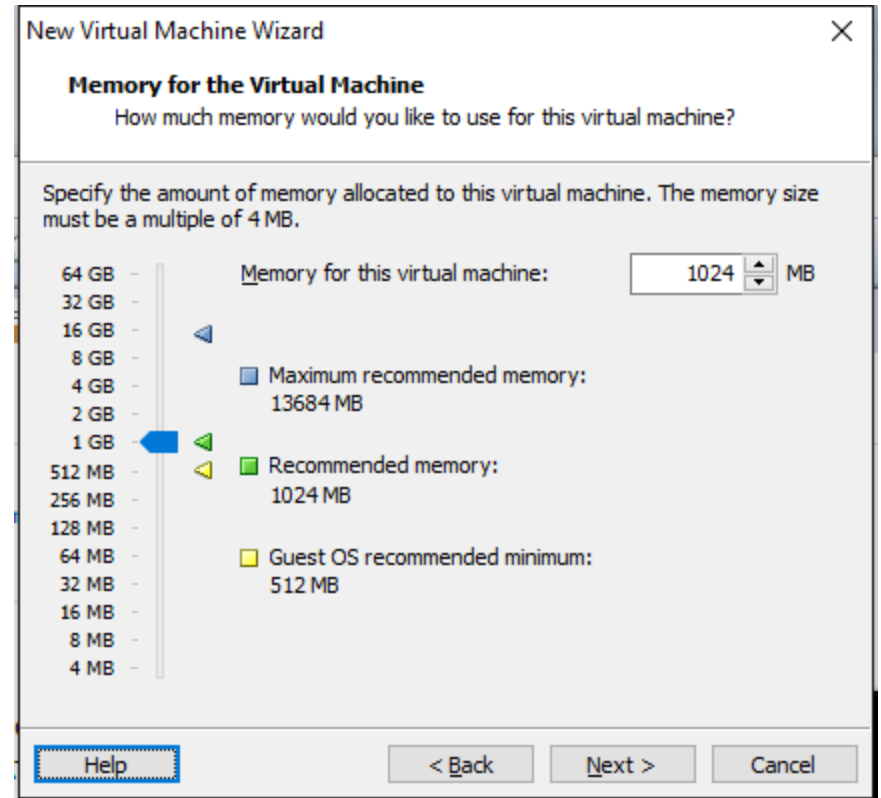 New Virtual Machine Wizard
Memory for the Virtual Machine
How much memory would you like to use for this virtual machine?
Specify the amount of memory allocated to this virtual machine. The memory size
must be a multiple of 4 MB.
64 GB
32 GB
16 GB
8 GB
4 GB
2 GB
1 GB
512 MB
256 MB
128 MB
64 MB
32 MB
16 MB
8 MB
4 MB
Memory for this virtual machine: 1024 MB
Maximum recommended memory:
13684 MB
Recommended memory:
1024 MB
Guest OS recommended minimum:
512 MB
Help < Back Next > Cancel